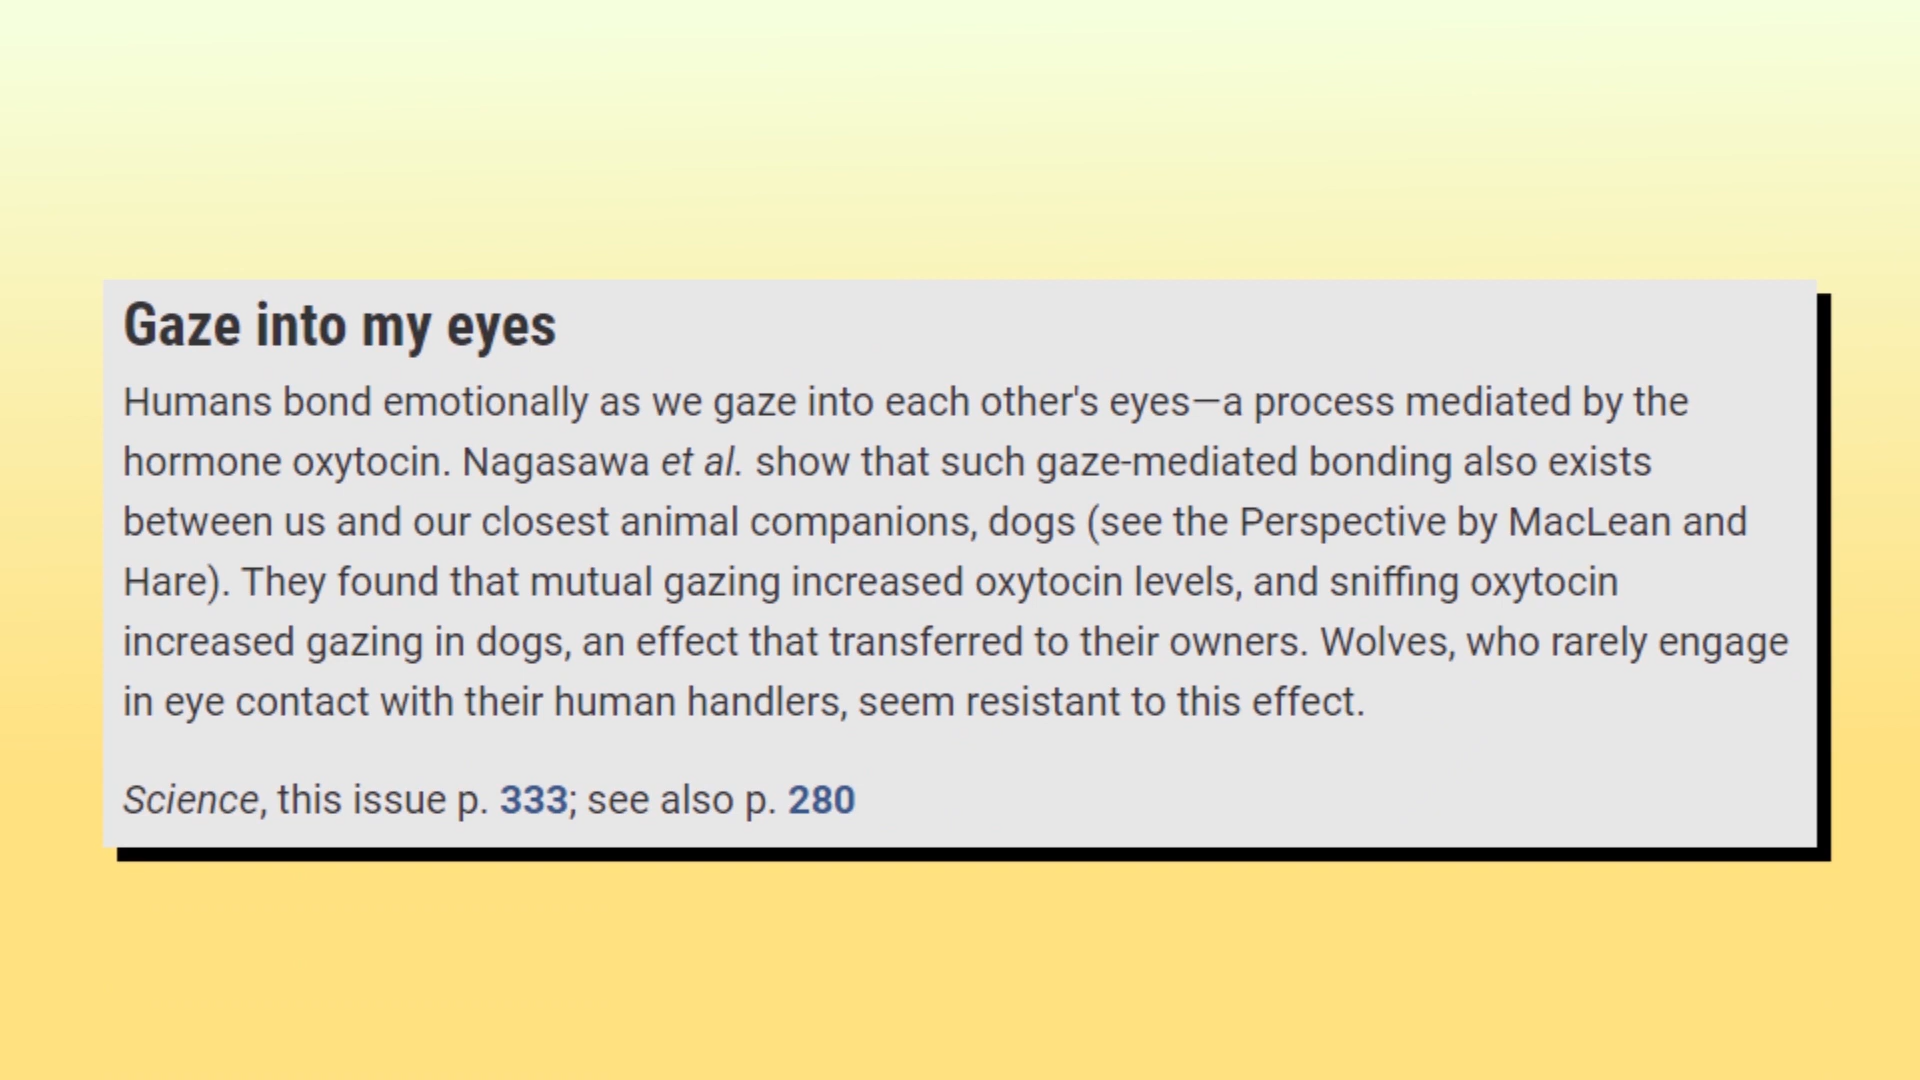 Gaze into my eyes
Humans bond emotionally as we gaze into each other's eyes—a process mediated by the
hormone oxytocin. Nagasawa et al. show that such gaze-mediated bonding also exists
between us and our closest animal companions, dogs (see the Perspective by MacLean and
Hare). They found that mutual gazing increased oxytocin levels, and sniffing oxytocin
increased gazing in dogs, an effect that transferred to their owners. Wolves, who rarely engage
in eye contact with their human handlers, seem resistant to this effect.
Science, this issue p. 333; see also p. 280